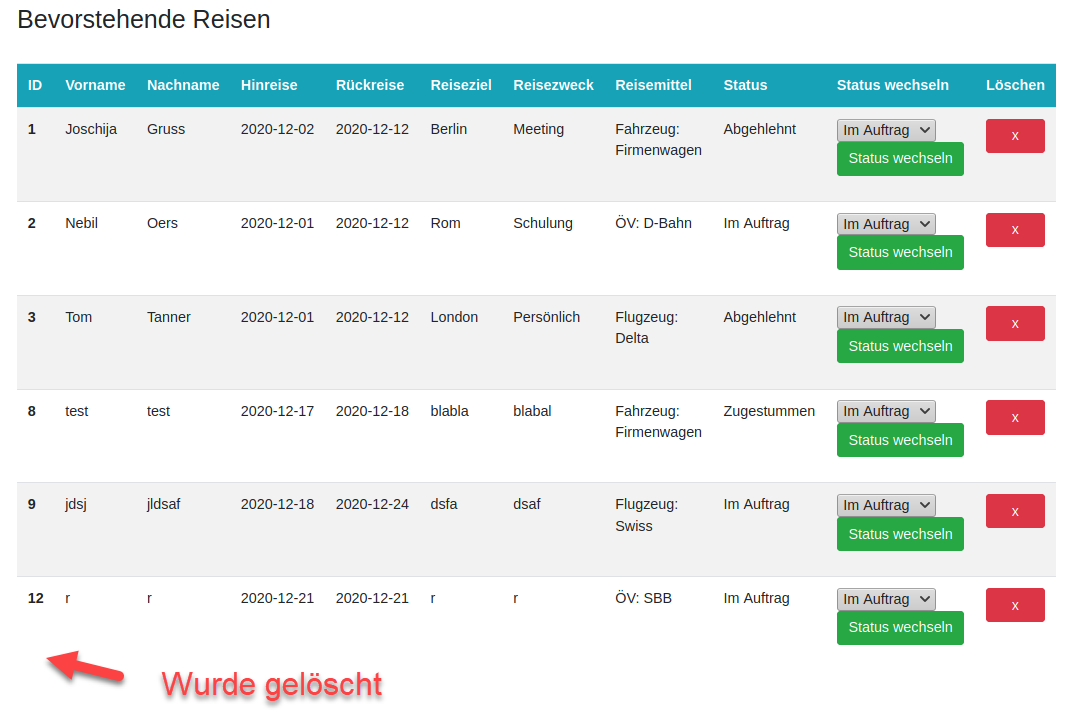 Bevorstehende Reisen
ID Vorname Nachname Hinreise Rückreise Reiseziel Reisezweck Reisemittel Status Status wechseln Löschen
1 Joschija Gruss 2020-12-02 2020-12-12 Berlin Meeting Fahrzeug: Abgehlehnt Im Auftrag x
Firmenwagen Status wechseln
2 Nebil Oers 2020-12-01 2020-12-12 Rom Schulung ÖV: D-Bahn Im Auftrag Im Auftrag x
Status wechseln
3 Tom Tanner 2020-12-01 2020-12-12 London Persönlich Flugzeug: Abgehlehnt Im Auftrag x
Delta Status wechseln
8 test test 2020-12-17 2020-12-18 blabla blabal Fahrzeug: Zugestummen Im Auftrag x
Firmenwagen Status wechseln
9 jdsj jldsaf 2020-12-18 2020-12-24 dsfa dsaf Flugzeug: Im Auftrag Im Auftrag x
Swiss Status wechseln
12 r r 2020-12-21 2020-12-21 r r ÖV: SBB Im Auftrag Im Auftrag x
Status wechseln
Wurde gelöscht